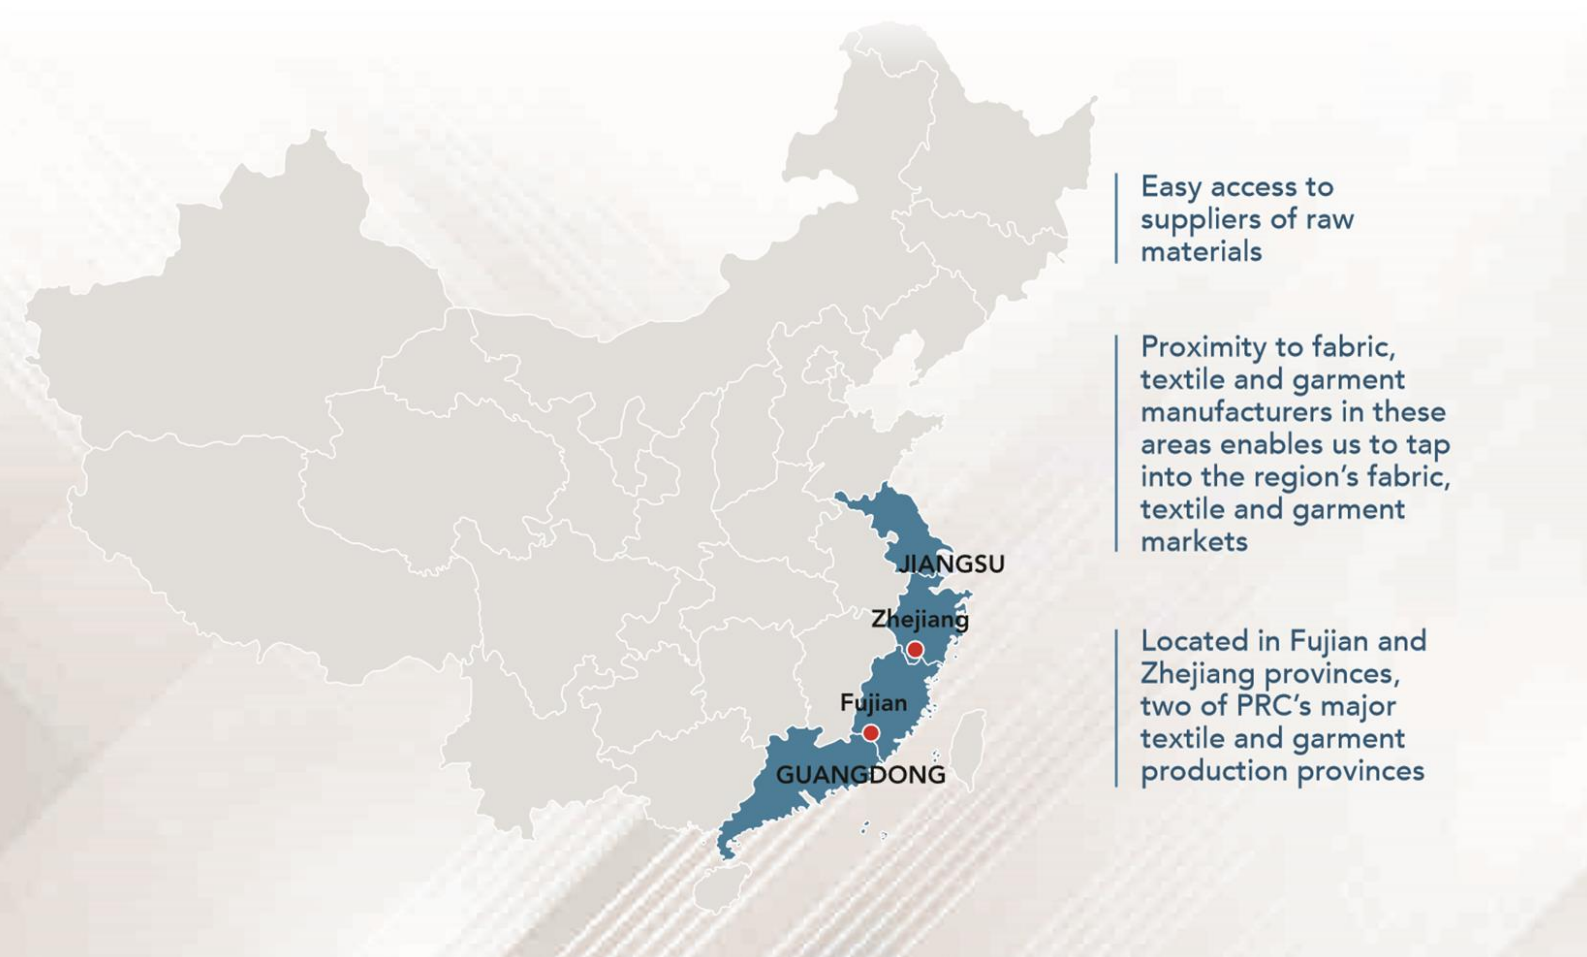 Easy access to
suppliers of raw
materials
Proximity to fabric,
textile and garment
manufacturers in these
areas enables us to tap
into the region's fabric,
textile and garment
markets
JIANGSU
Zhejiang
Located in Fujian and
Zhejiang provinces,
two of PRC's major
textile and garment
production provinces
Fujian
GUANGDONG